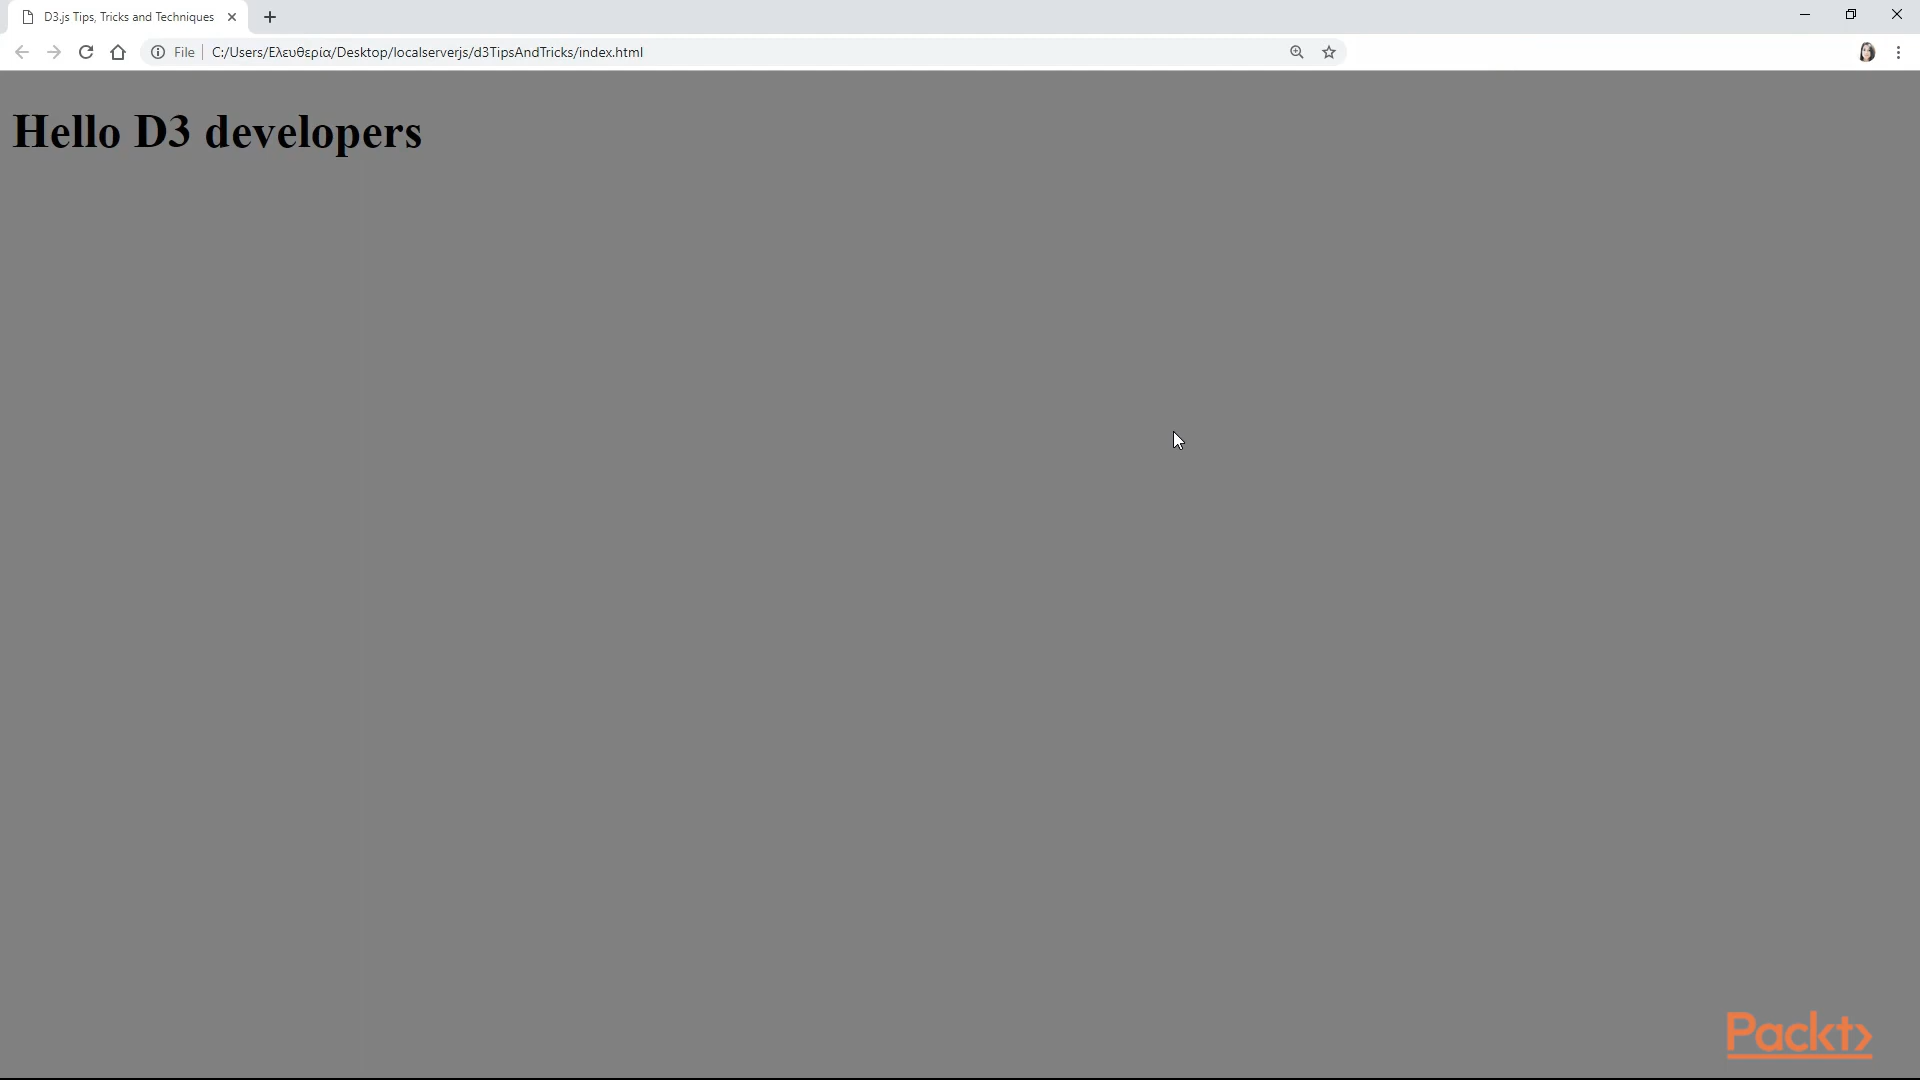 D3.js Tips, Tricks and Techniques
File C:/Users/Ελευθερία/Desktop/localserverjs/d3TipsAndTricks/index.html
Hello D3 developers
Packt>